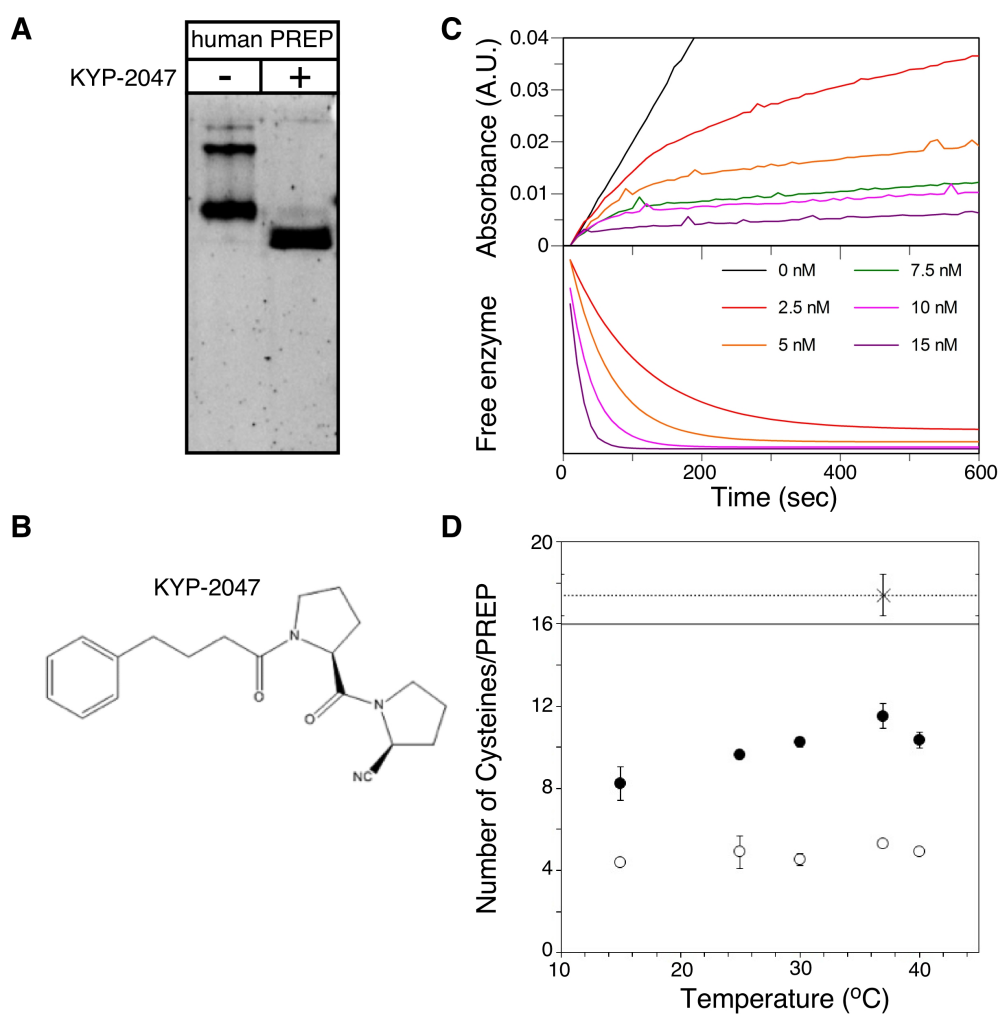 A
human PREP
KYP-2047
- +
B
KYP-2047
N
O
O
N
NC
C
Absorbance (A.U.)
0.04
0.03
0.02
0.01
0
Free enzyme
0 nM
2.5 nM
5 nM
7.5 nM
10 nM
15 nM
0 200 400 600
Time (sec)
D
Number of Cysteines/PREP
20
16
12
8
4
0
10 20 30 40
Temperature (ºC)